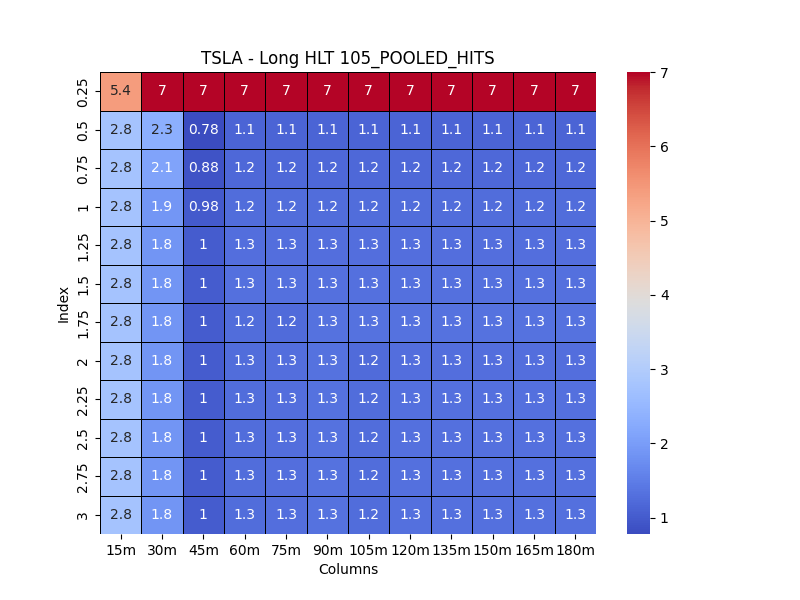 TSLA - Long HLT 105_POOLED_HITS
0.25 5.4 7 7 7 7 7 7 7 7 7 7 7
0.5 2.8 2.3 0.78 1.1 1.1 1.1 1.1 1.1 1.1 1.1 1.1 1.1
0.75 2.8 2.1 0.88 1.2 1.2 1.2 1.2 1.2 1.2 1.2 1.2 1.2
1 2.8 1.9 0.98 1.2 1.2 1.2 1.2 1.2 1.2 1.2 1.2 1.2
1.25 2.8 1.8 1 1.3 1.3 1.3 1.3 1.3 1.3 1.3 1.3 1.3
1.5 2.8 1.8 1 1.3 1.3 1.3 1.3 1.3 1.3 1.3 1.3 1.3
1.75 2.8 1.8 1 1.2 1.2 1.3 1.3 1.3 1.3 1.3 1.3 1.3
2 2.8 1.8 1 1.3 1.3 1.3 1.2 1.3 1.3 1.3 1.3 1.3
2.25 2.8 1.8 1 1.3 1.3 1.3 1.2 1.3 1.3 1.3 1.3 1.3
2.5 2.8 1.8 1 1.3 1.3 1.3 1.2 1.3 1.3 1.3 1.3 1.3
2.75 2.8 1.8 1 1.3 1.3 1.3 1.2 1.3 1.3 1.3 1.3 1.3
3 2.8 1.8 1 1.3 1.3 1.3 1.2 1.3 1.3 1.3 1.3 1.3
15m 30m 45m 60m 75m 90m 105m 120m 135m 150m 165m 180m
Columns
Index
7
6
5
4
3
2
1